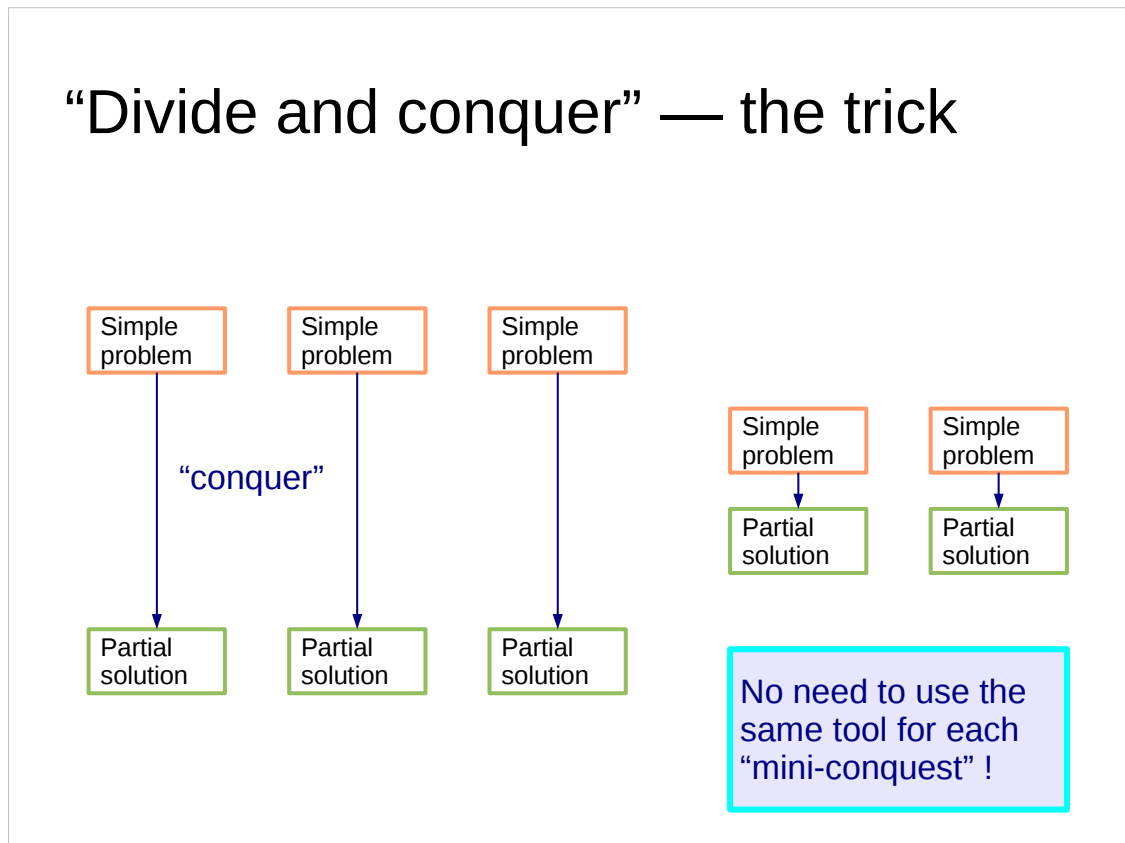 “Divide and conquer” — the trick
Simple
problem
Simple
problem
Simple
problem
“conquer”
Partial
solution
Partial
solution
Partial
solution
Simple
problem
Simple
problem
Partial
solution
Partial
solution
No need to use the
same tool for each
“mini-conquest” !